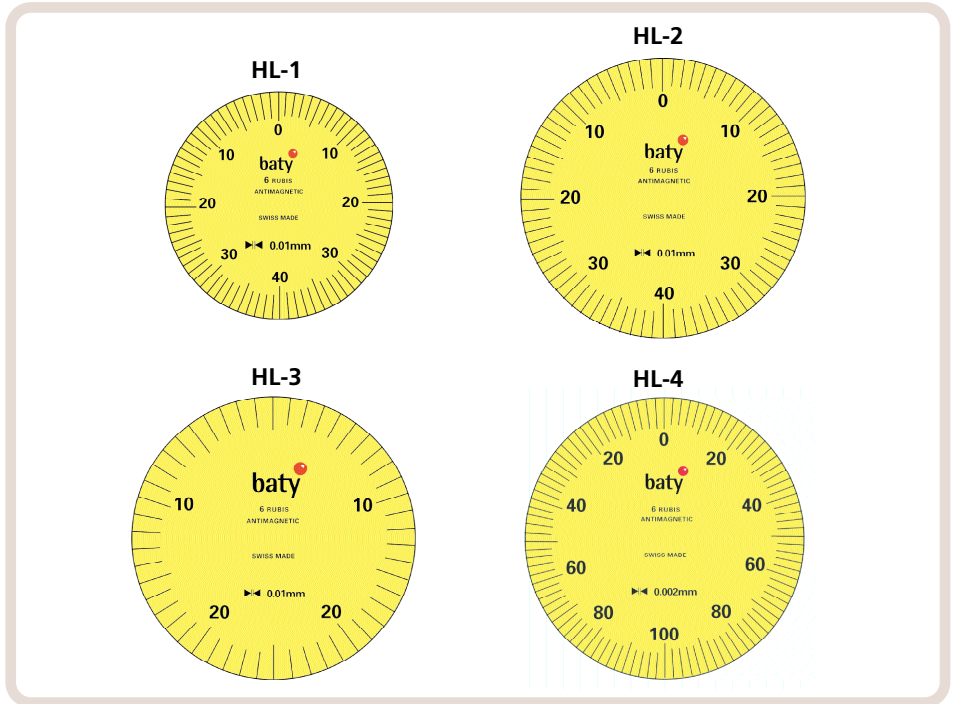 HL-1
0
10 10
baty
6 RUBIS
ANTIMAGNETIC
20 20
SWISS MADE
0.01mm
30 30
40
HL-2
0
10 10
baty
6 RUBIS
ANTIMAGNETIC
20 20
SWISS MADE
0.01mm
30 30
40
HL-3
baty
10 10
6 RUBIS
ANTIMAGNETIC
SWISS MADE
0.01mm
20 20
HL-4
0
20 20
baty
40 40
6 RUBIS
ANTIMAGNETIC
SWISS MADE
60 60
0.002mm
80 80
100